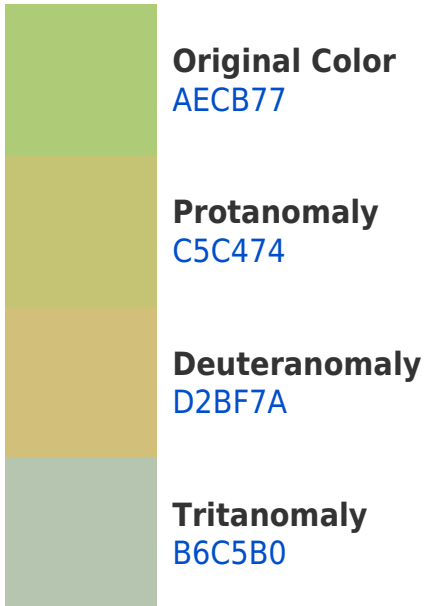 Original Color
AECB77
Protanomaly
C5C474
Deuteranomaly
D2BF7A
Tritanomaly
B6C5B0